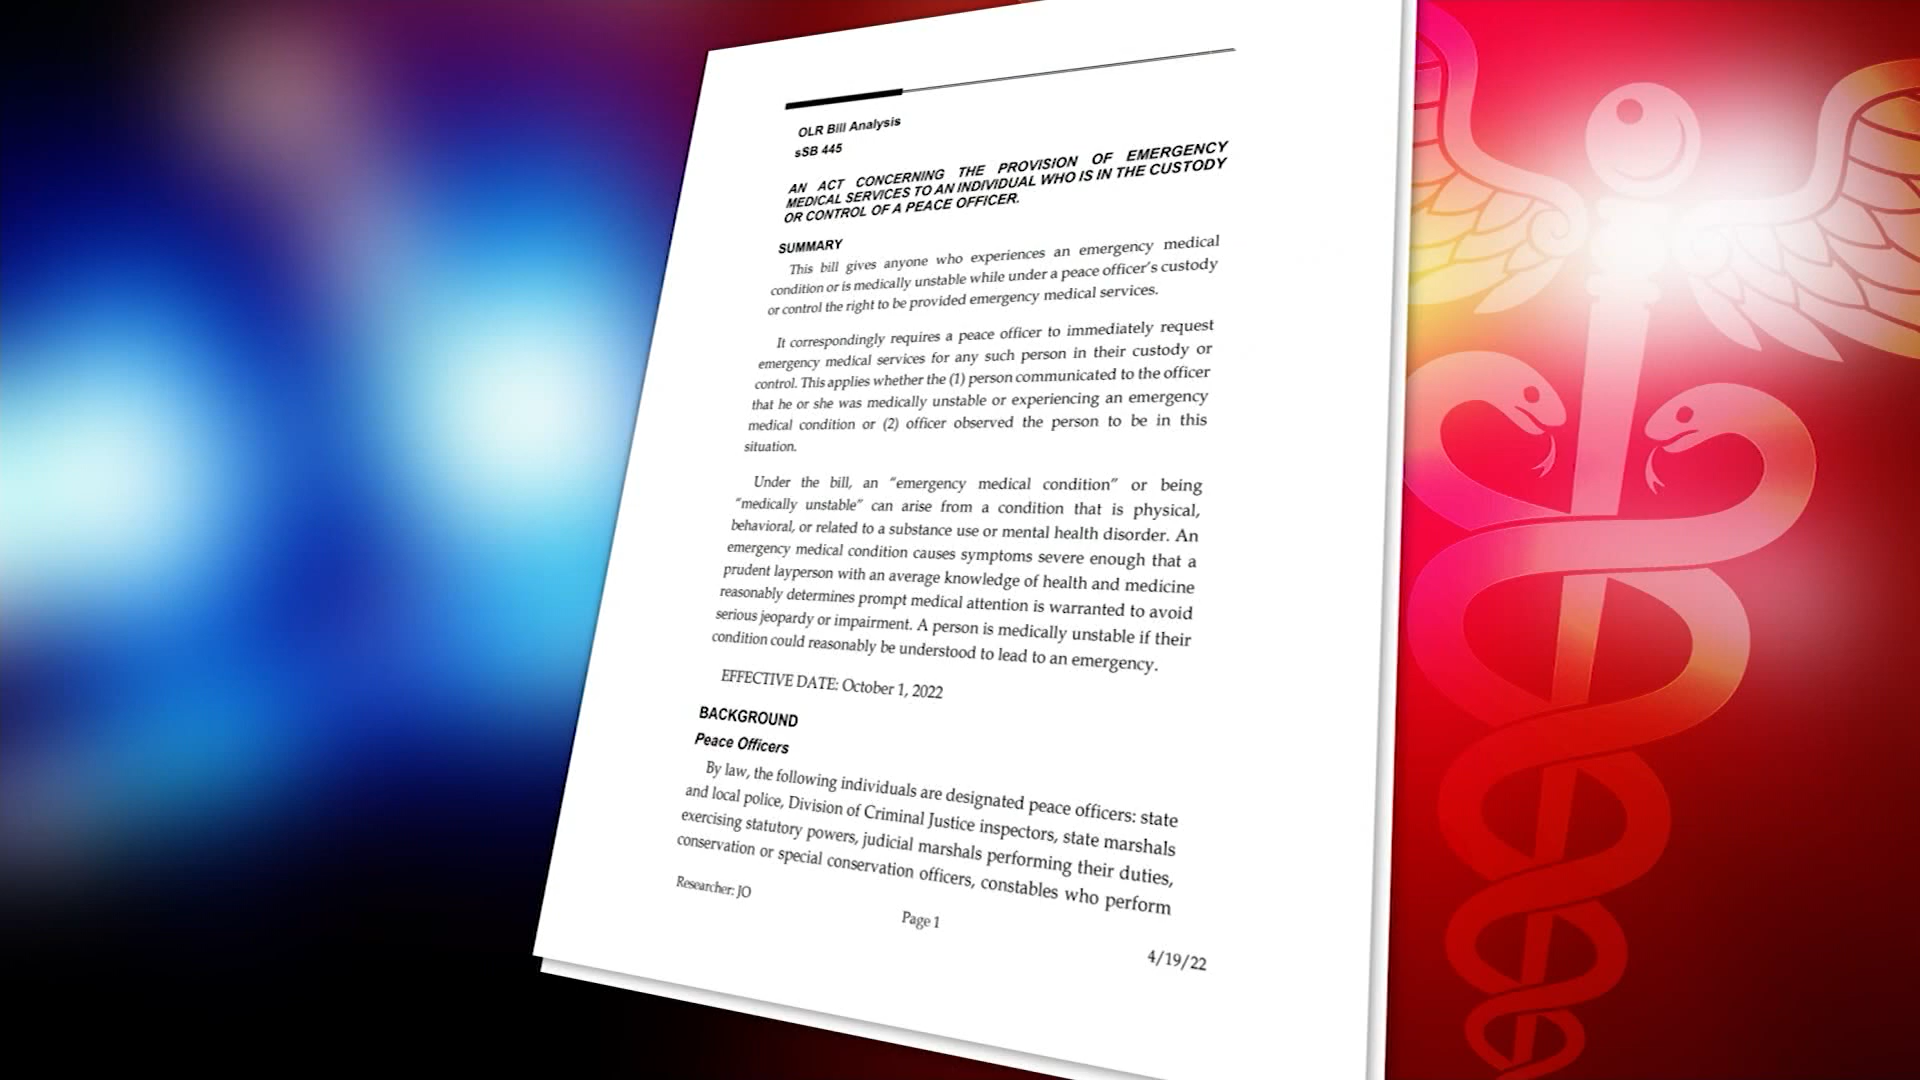 OLR Bill Analysis
sSB 445
AN ACT CONCERNING THE PROVISION OF EMERGENCY
MEDICAL SERVICES TO AN INDIVIDUAL WHO IS IN THE CUSTODY
OR CONTROL OF A PEACE OFFICER.
SUMMARY
This bill gives anyone who experiences an emergency medical
condition or is medically unstable while under a peace officer's custody
or control the right to be provided emergency medical services.
It correspondingly requires a peace officer to immediately request
emergency medical services for any such person in their custody or
control. This applies whether the (1) person communicated to the officer
that he or she was medically unstable or experiencing an emergency
medical condition or (2) officer observed the person to be in this
situation.
Under the bill, an “emergency medical condition” or being
“medically unstable” can arise from a condition that is physical,
behavioral, or related to a substance use or mental health disorder. An
emergency medical condition causes symptoms severe enough that a
prudent layperson with an average knowledge of health and medicine
reasonably determines prompt medical attention is warranted to avoid
serious jeopardy or impairment. A person is medically unstable if their
condition could reasonably be understood to lead to an emergency.
EFFECTIVE DATE: October 1, 2022
BACKGROUND
Peace Officers
By law, the following individuals are designated peace officers: state
and local police, Division of Criminal Justice inspectors, state marshals
exercising statutory powers, judicial marshals performing their duties,
conservation or special conservation officers, constables who perform
Researcher: JO
Page 1
4/19/22